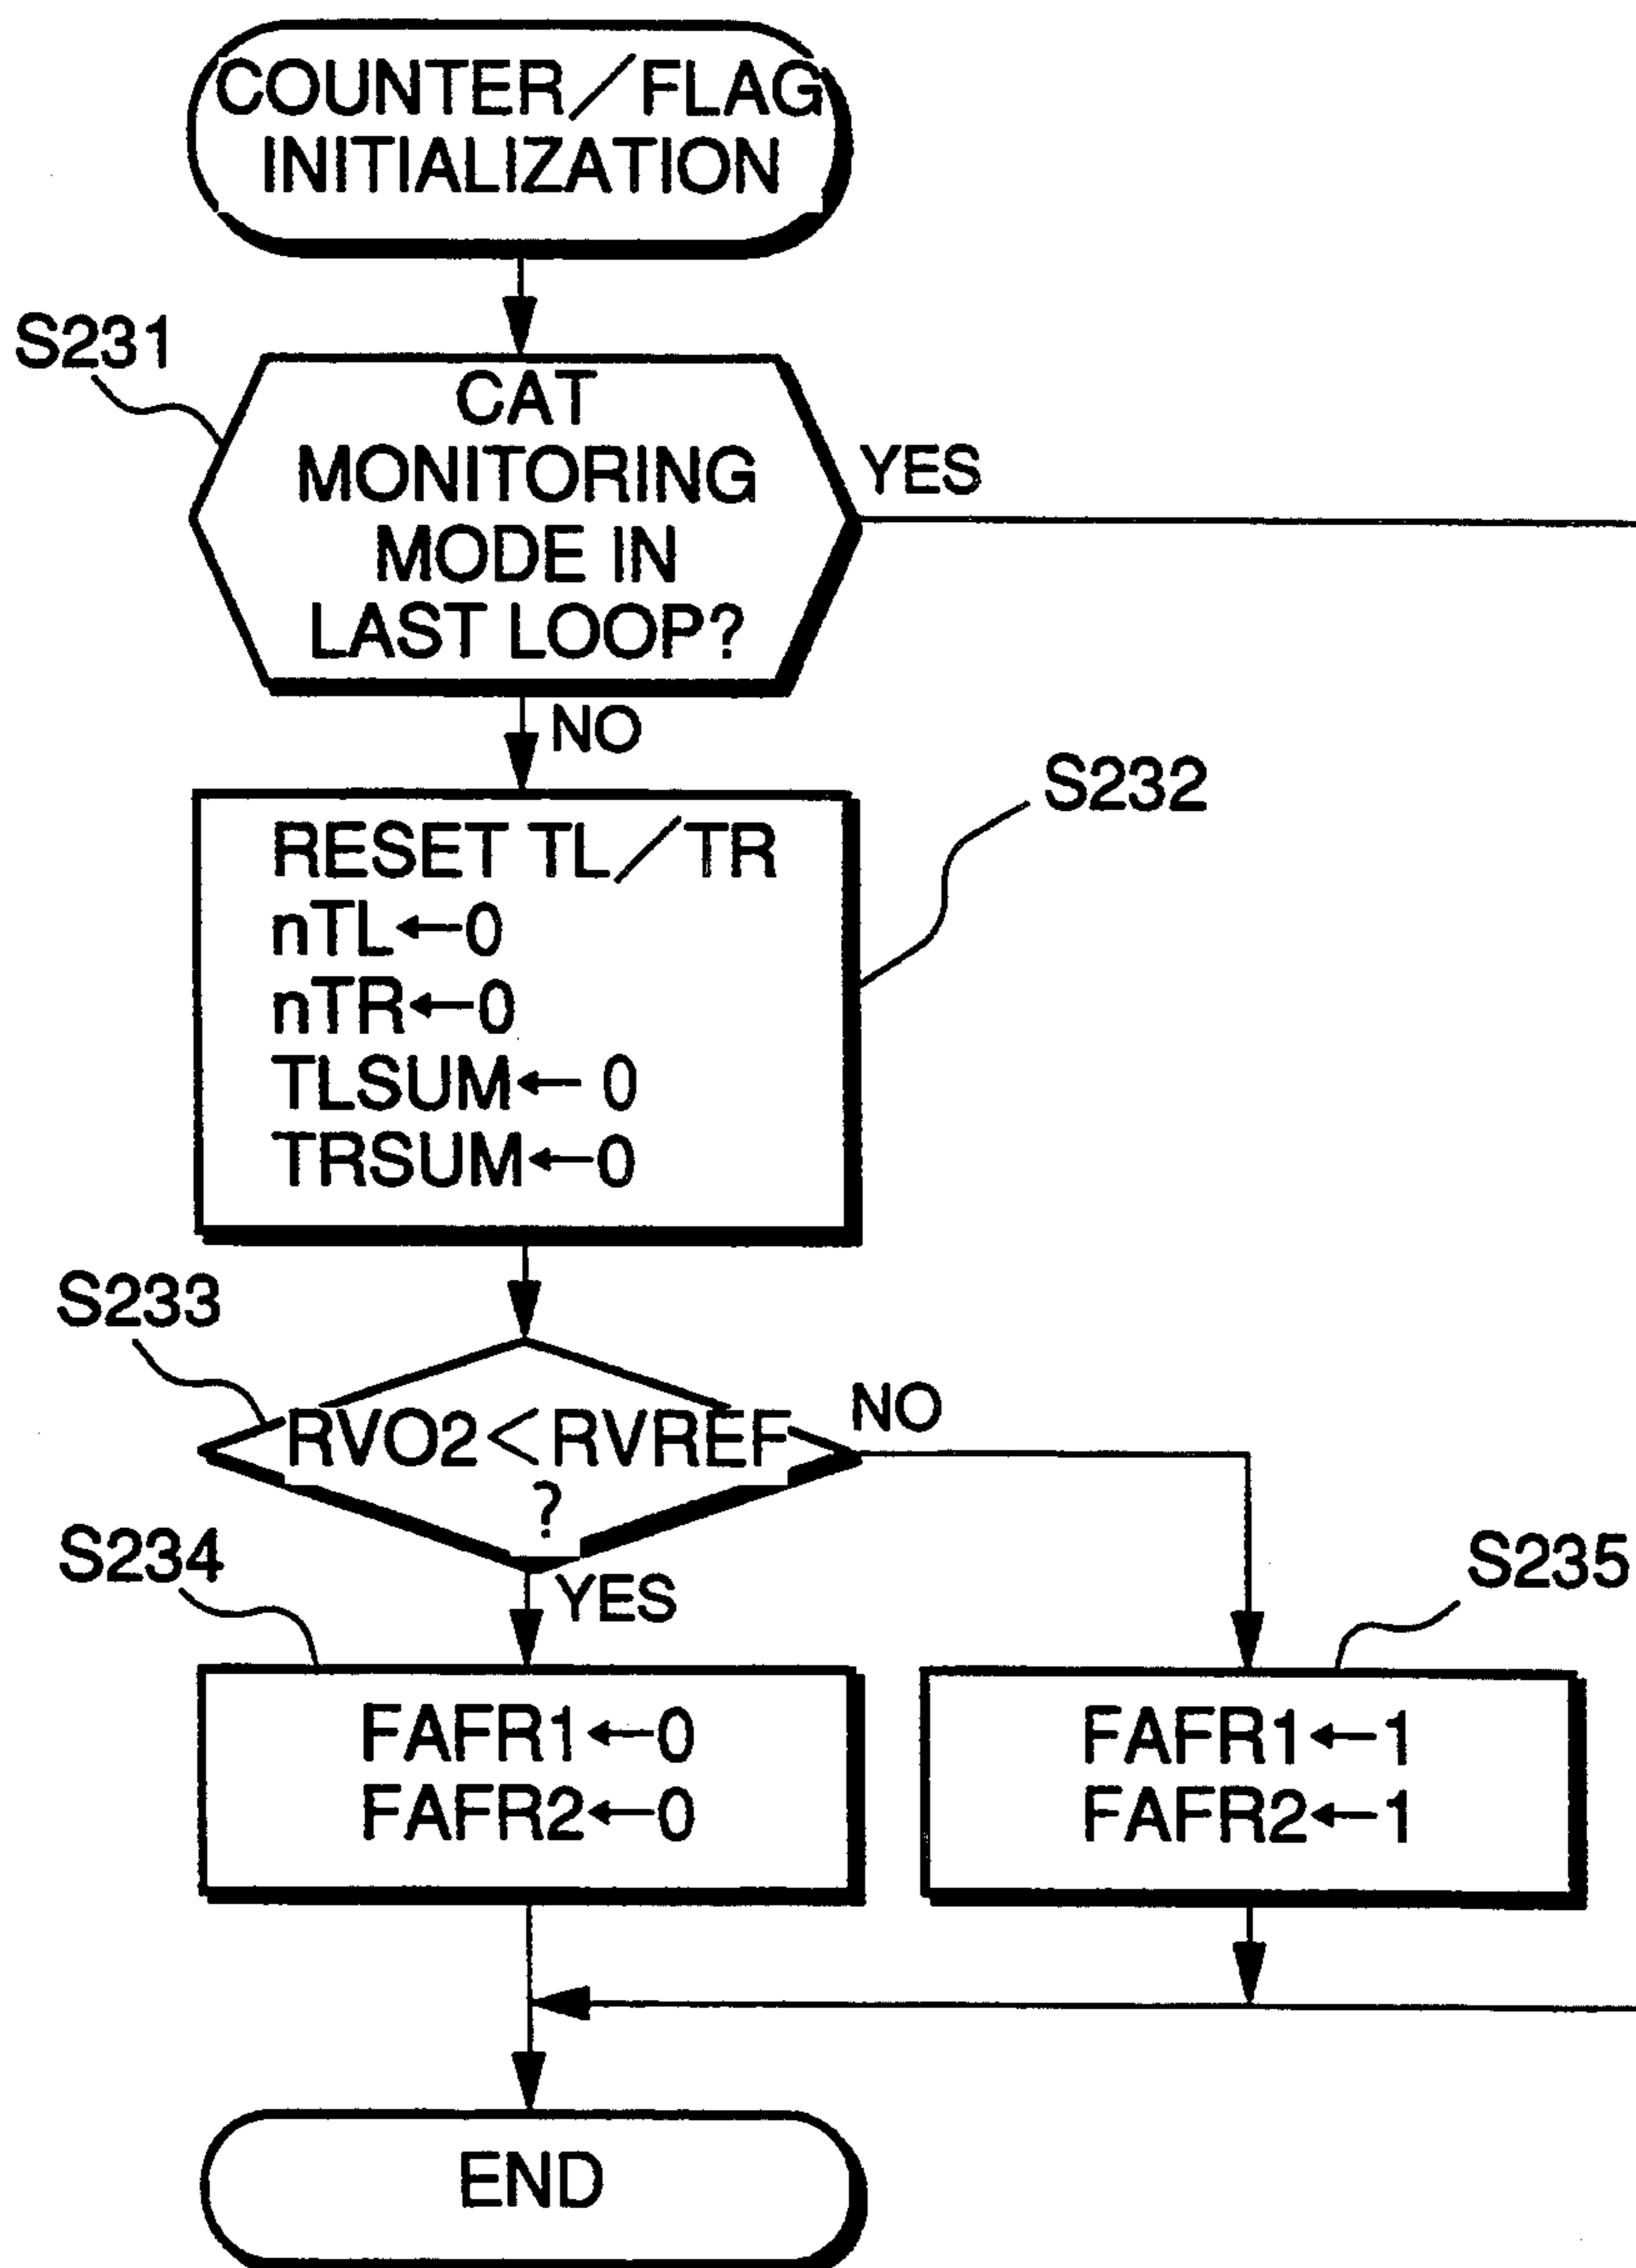 COUNTER/FLAG
INITIALIZATION
S231
CAT
MONITORING
MODE IN
LAST LOOP?
YES
NO
S232
RESET TL/TR
nTL←0
nTR←0
TLSUM← 0
TRSUM←0
S233
RVO2<RVREF
?
NO
YES
S234
FAFR1←0
FAFR2←0
S235
FAFR1←1
FAFR2←1
END